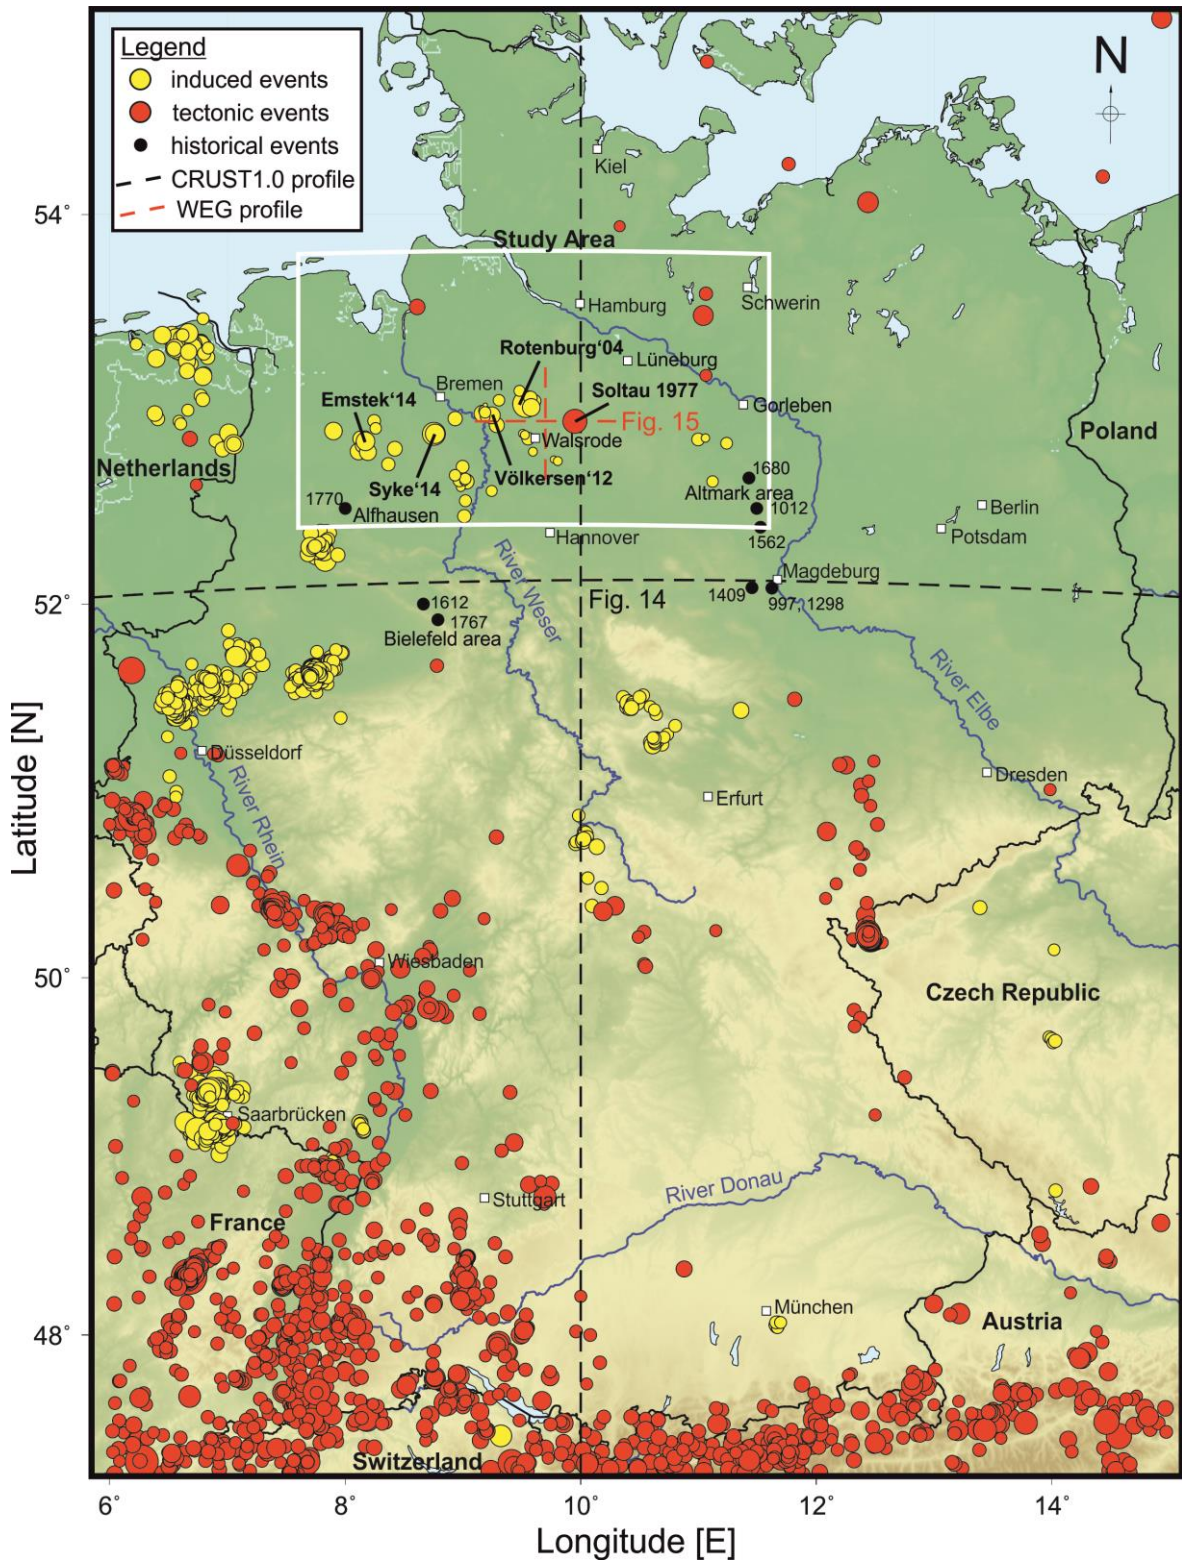 Legend
induced events
tectonic events
historical events
CRUST1.0 profile
WEG profile
N
Kiel
54°
Study Area
Hamburg
Schwerin
Rotenburg‘04
Lüneburg
Bremen
Soltau 1977
Emstek‘14
Gorleben
Fig. 15
Walsrode
Poland
Netherlands
Völkersen‘12
1680
Syke‘14
Altmark area
1770
Alfhausen
1012
Berlin
Hannover
1562
Potsdam
River Weser
Magdeburg
Fig. 14
1409
997, 1298
52°
1612
1767
Bielefeld area
River Elbe
Düsseldorf
Dresden
River Rhein
Erfurt
Latitude [N]
50°
Wiesbaden
Czech Republic
Saarbrücken
River Donau
Stuttgart
France
München
Austria
48°
Switzerland
6°
8°
10°
12°
14°
Longitude [E]